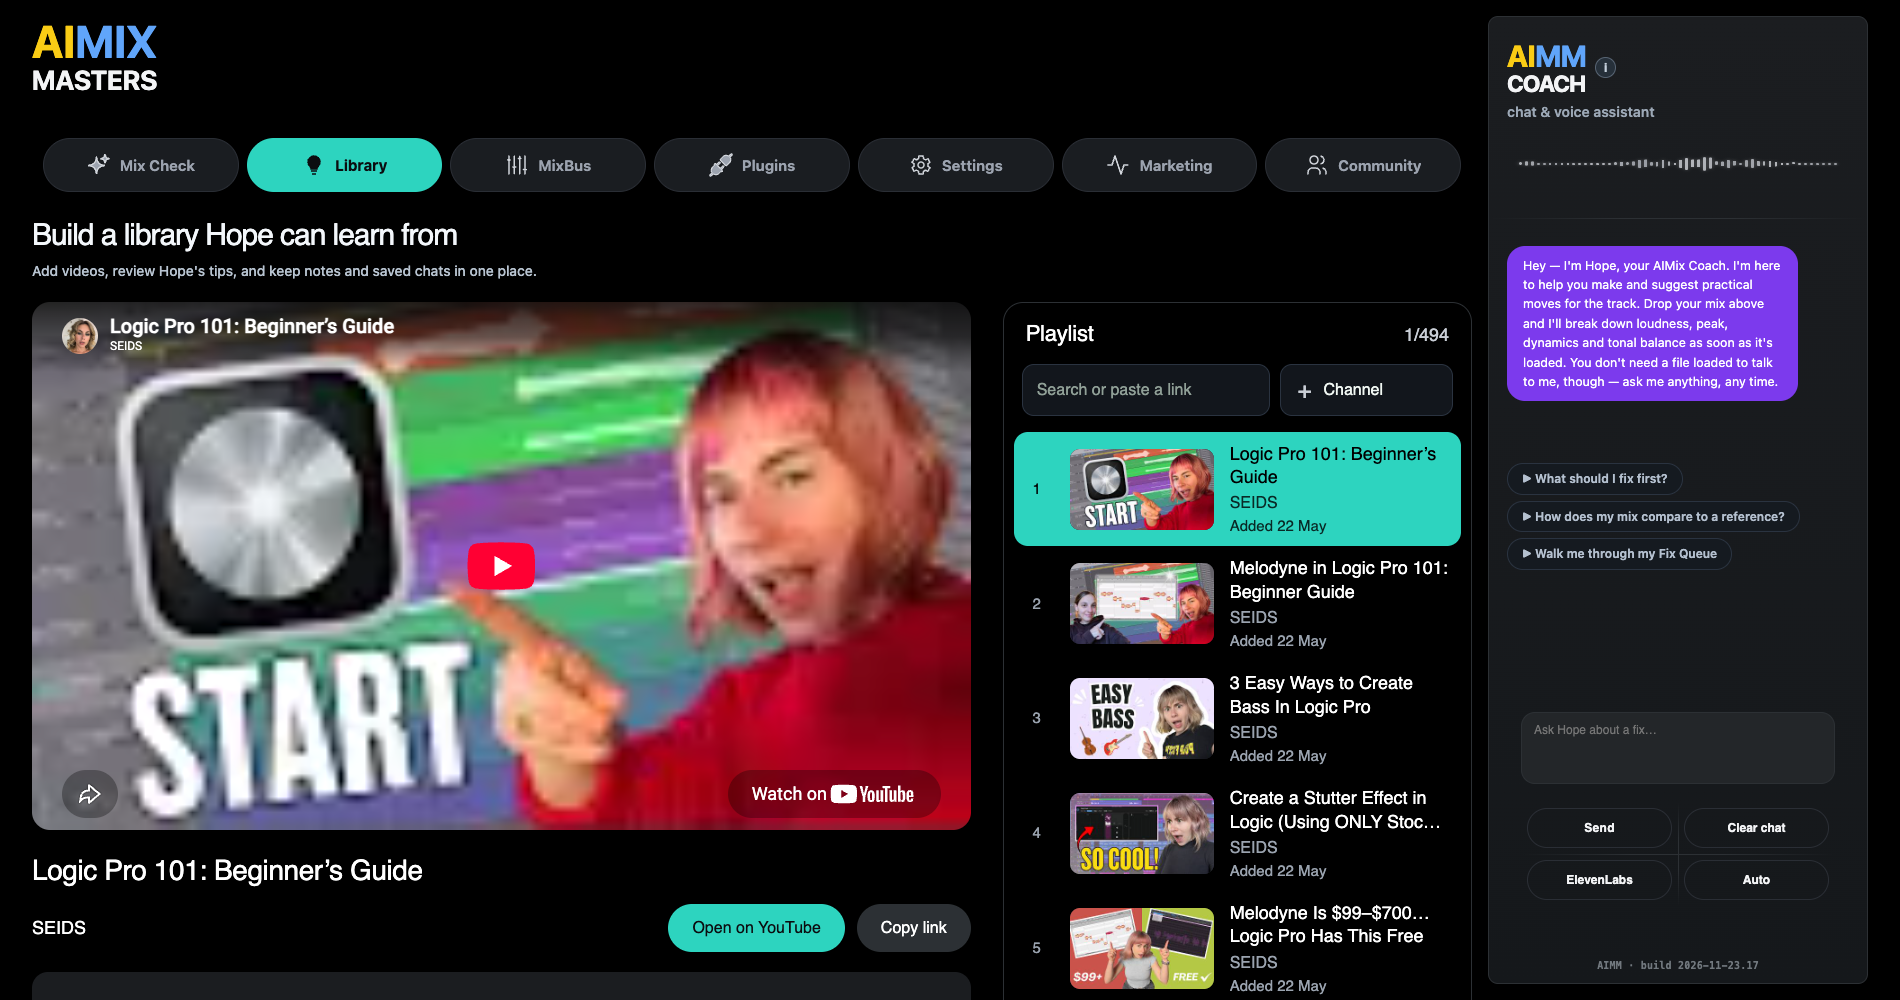 AIMIX
MASTERS
Mix Check
Library
MixBus
Plugins
Settings
Marketing
Community
Build a library Hope can learn from
Add videos, review Hope's tips, and keep notes and saved chats in one place.
Logic Pro 101: Beginner’s Guide
SEIDS
START
Watch on YouTube
Logic Pro 101: Beginner’s Guide
SEIDS
Open on YouTube
Copy link
Playlist
1/494
Search or paste a link
+ Channel
1
START
Logic Pro 101: Beginner’s
Guide
SEIDS
Added 22 May
2
Melodyne in Logic Pro 101:
Beginner Guide
SEIDS
Added 22 May
3
EASY
BASS
3 Easy Ways to Create
Bass In Logic Pro
SEIDS
Added 22 May
4
SO COOL!
Create a Stutter Effect in
Logic (Using ONLY Stoc…
SEIDS
Added 22 May
5
$99+
FREE ✓
Melodyne Is $99–$700…
Logic Pro Has This Free
SEIDS
Added 22 May
AIMM
COACH
i
chat & voice assistant
Hey — I'm Hope, your AIMix Coach. I'm here
to help you make and suggest practical
moves for the track. Drop your mix above
and I'll break down loudness, peak,
dynamics and tonal balance as soon as it's
loaded. You don't need a file loaded to talk
to me, though — ask me anything, any time.
▶ What should I fix first?
▶ How does my mix compare to a reference?
▶ Walk me through my Fix Queue
Ask Hope about a fix…
Send
Clear chat
ElevenLabs
Auto
AIMM · build 2026-11-23.17